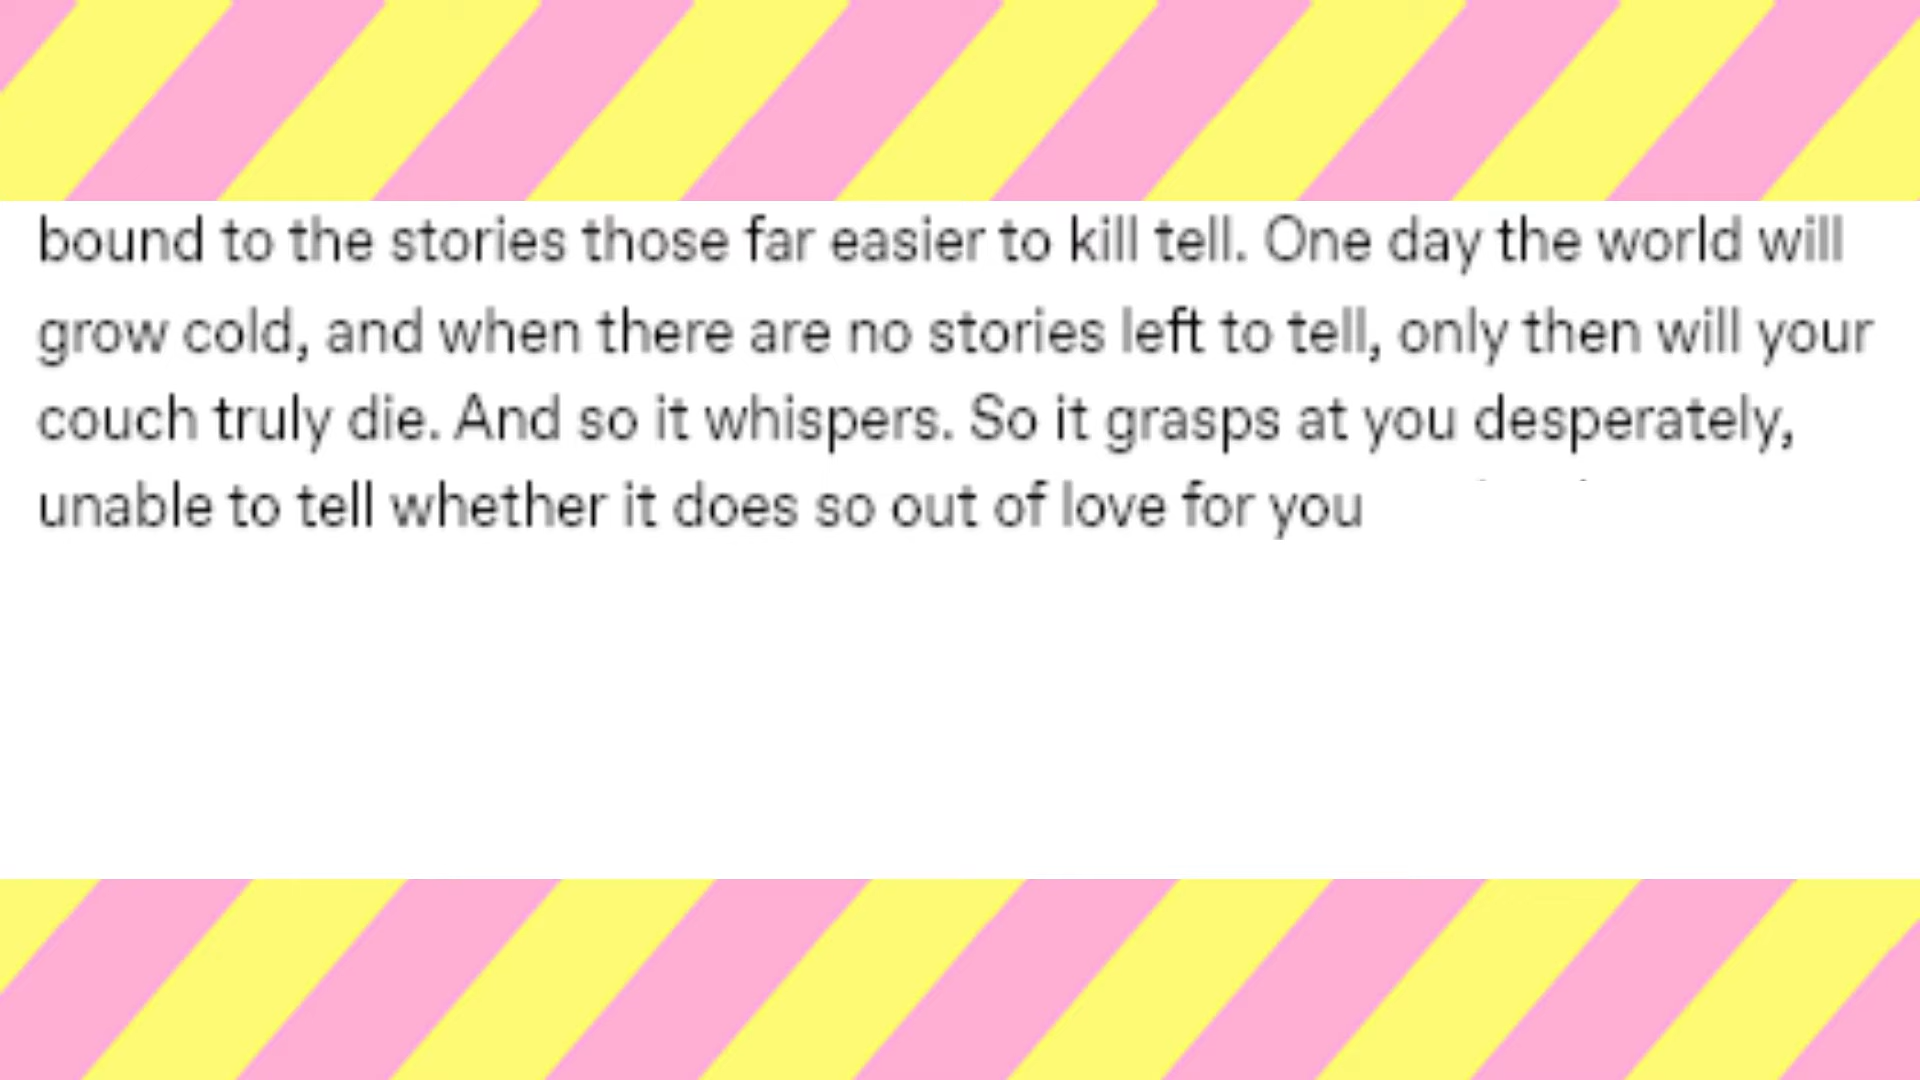 bound to the stories those far easier to kill tell. One day the world will
grow cold, and when there are no stories left to tell, only then will your
couch truly die. And so it whispers. So it grasps at you desperately,
unable to tell whether it does so out of love for you